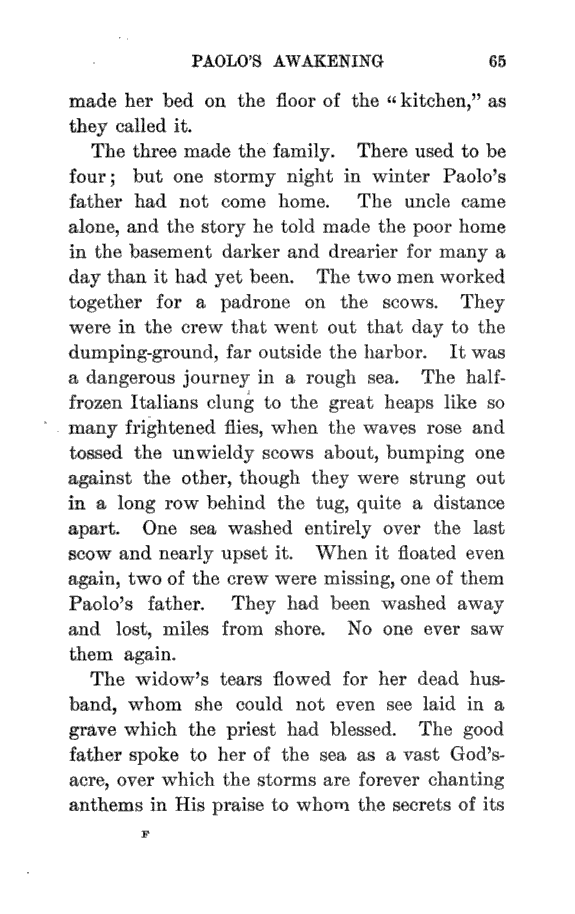 PAOLO'S AWAKENING 65
made her bed on the floor of the “kitchen,” as
they called it.
The three made the family. There used to be
four; but one stormy night in winter Paolo's
father had not come home. The uncle came
alone, and the story he told made the poor home
in the basement darker and drearier for many a
day than it had yet been. The two men worked
together for a padrone on the scows. They
were in the crew that went out that day to the
dumping-ground, far outside the harbor. It was
a dangerous journey in a rough sea. The half-
frozen Italians clung to the great heaps like so
many frightened flies, when the waves rose and
tossed the unwieldy scows about, bumping one
against the other, though they were strung out
in a long row behind the tug, quite a distance
apart. One sea washed entirely over the last
scow and nearly upset it. When it floated even
again, two of the crew were missing, one of them
Paolo's father. They had been washed away
and lost, miles from shore. No one ever saw
them again.
The widow's tears flowed for her dead hus-
band, whom she could not even see laid in a
grave which the priest had blessed. The good
father spoke to her of the sea as a vast God's-
acre, over which the storms are forever chanting
anthems in His praise to whom the secrets of its
F